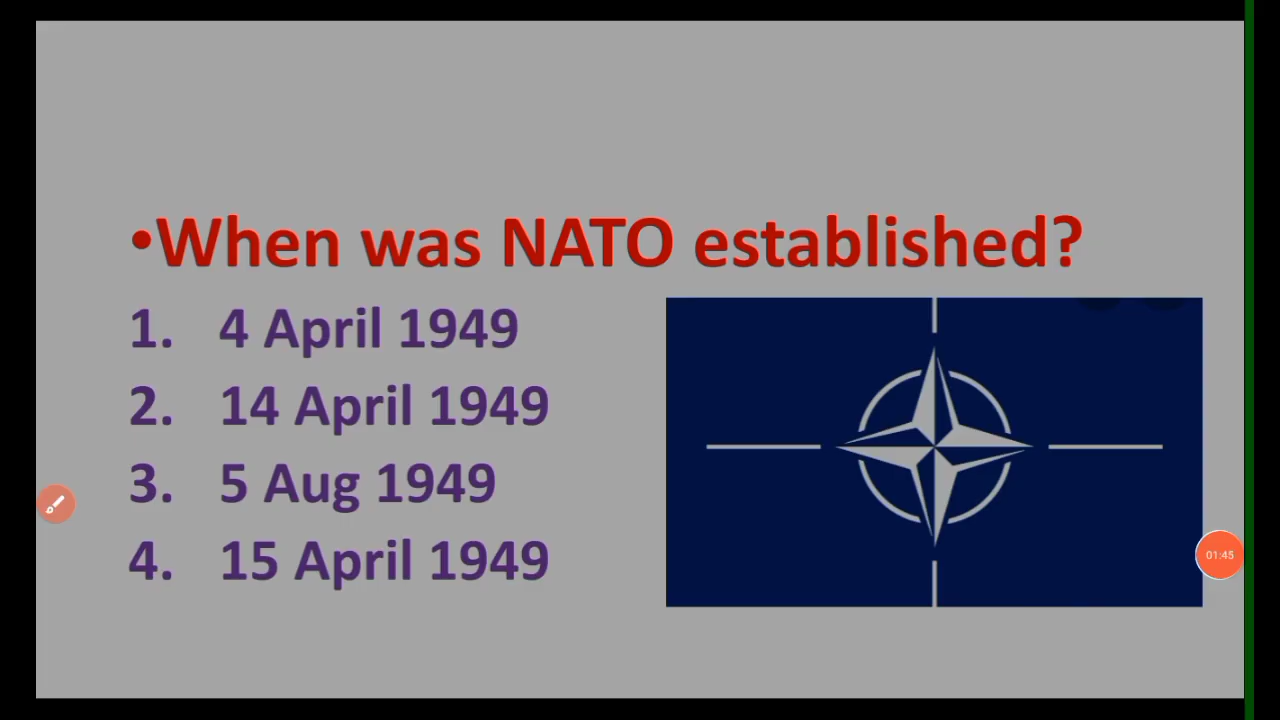 •When was NATO established?
1. 4 April 1949
2. 14 April 1949
3. 5 Aug 1949
4. 15 April 1949
01:45